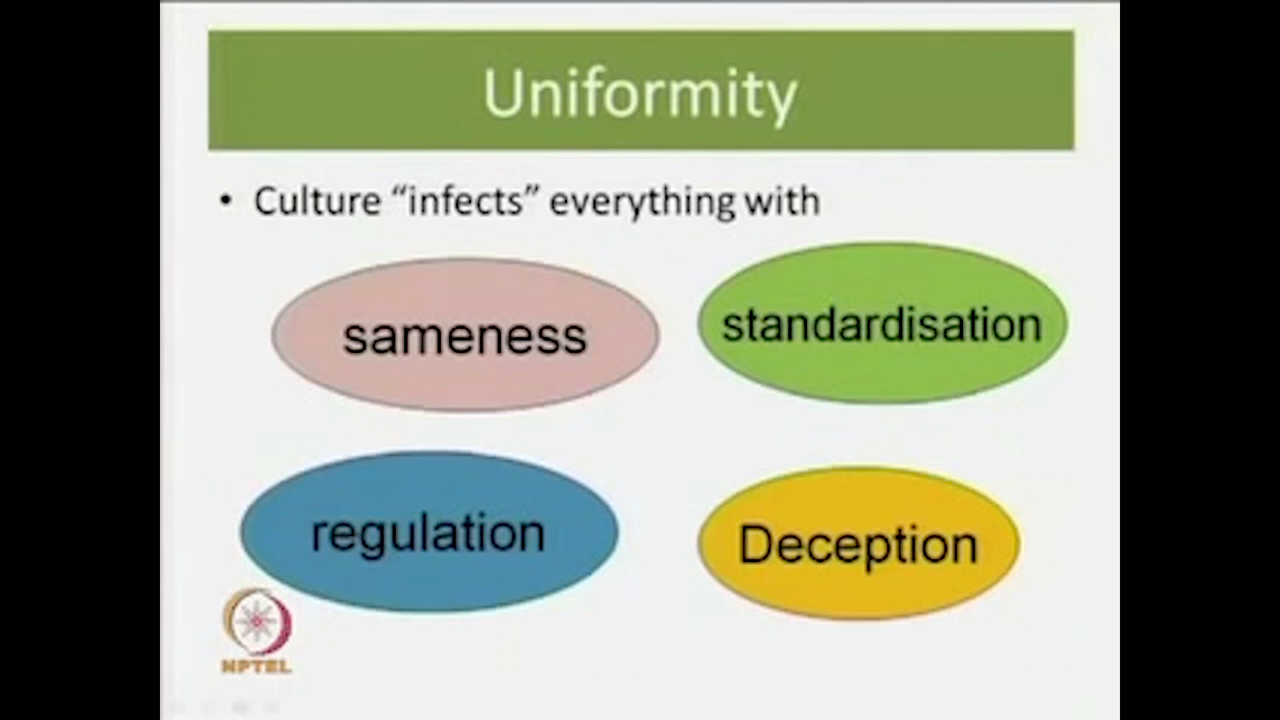 Uniformity
• Culture “infects” everything with
sameness
standardisation
regulation
Deception
NPTEL